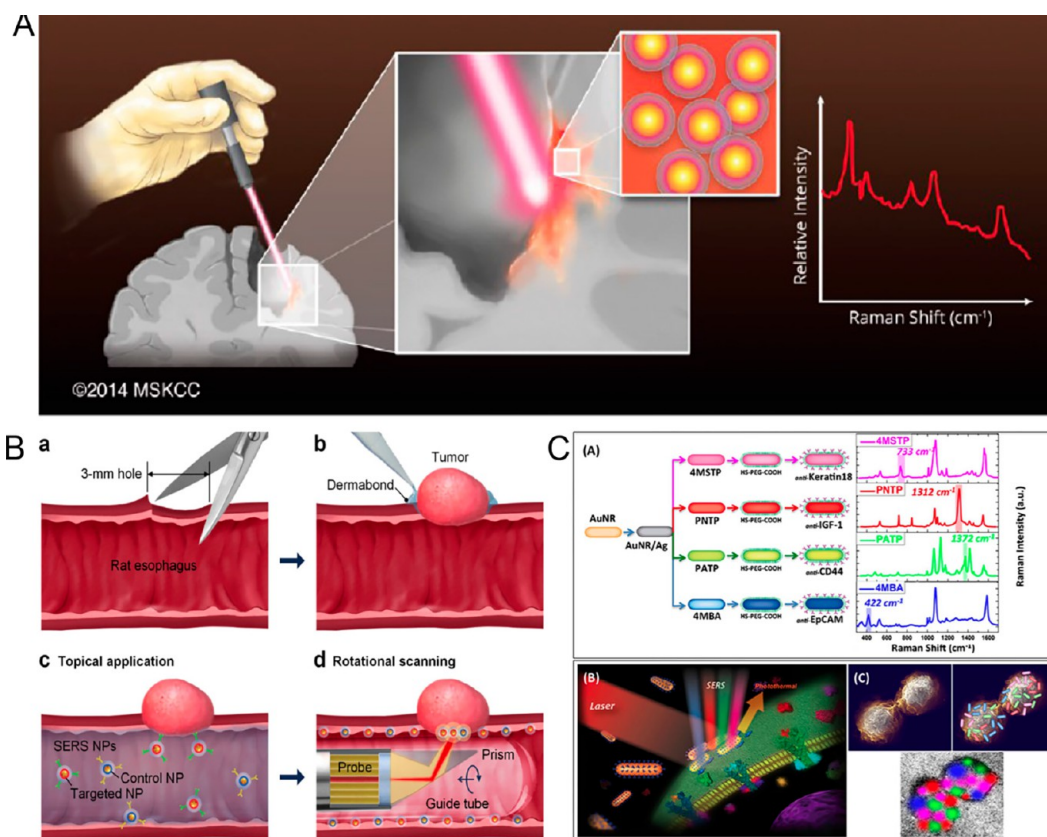 A
Relative Intensity
Raman Shift (cm⁻¹)
©2014 MSKCC
B
a
3-mm hole
Rat esophagus
b
Tumor
Dermabond
c Topical application
SERS NPs
Control NP
Targeted NP
d Rotational scanning
Probe
Prism
Guide tube
C
(A)
AuNR
AuNR/Ag
4MSTP
HS-PEG-COOH
anti-Keratin18
PNTP
HS-PEG-COOH
anti-IGF-1
PATP
HS-PEG-COOH
anti-CD44
4MBA
HS-PEG-COOH
anti-EpCAM
4MSTP
733 cm⁻¹
PNTP
1312 cm⁻¹
PATP
1372 cm⁻¹
4MBA
422 cm⁻¹
400 600 800 1000 1200 1400 1600
Raman Shift (cm⁻¹)
Raman Intensity (a.u.)
(B)
Laser
SERS
Photothermal
(C)